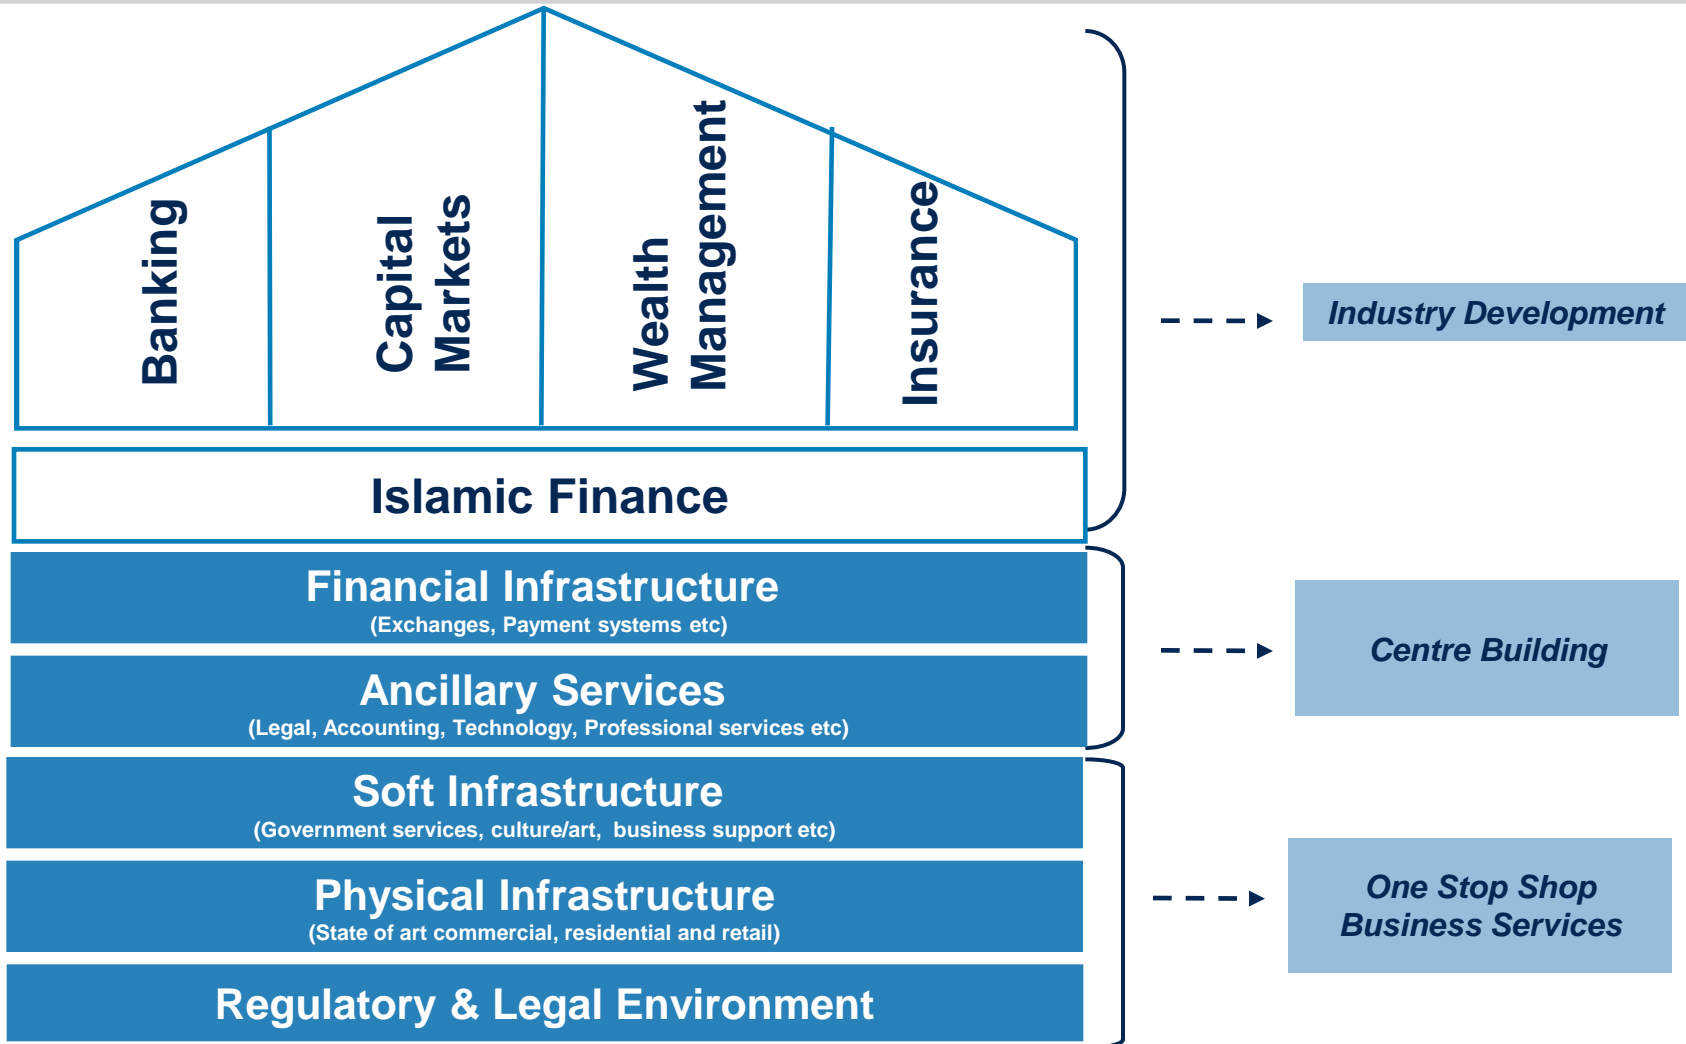 Banking
Capital
Markets
Wealth
Management
Insurance
Industry Development
Islamic Finance
Financial Infrastructure
(Exchanges, Payment systems etc)
Ancillary Services
(Legal, Accounting, Technology, Professional services etc)
Centre Building
Soft Infrastructure
(Government services, culture/art, business support etc)
Physical Infrastructure
(State of art commercial, residential and retail)
One Stop Shop
Business Services
Regulatory & Legal Environment